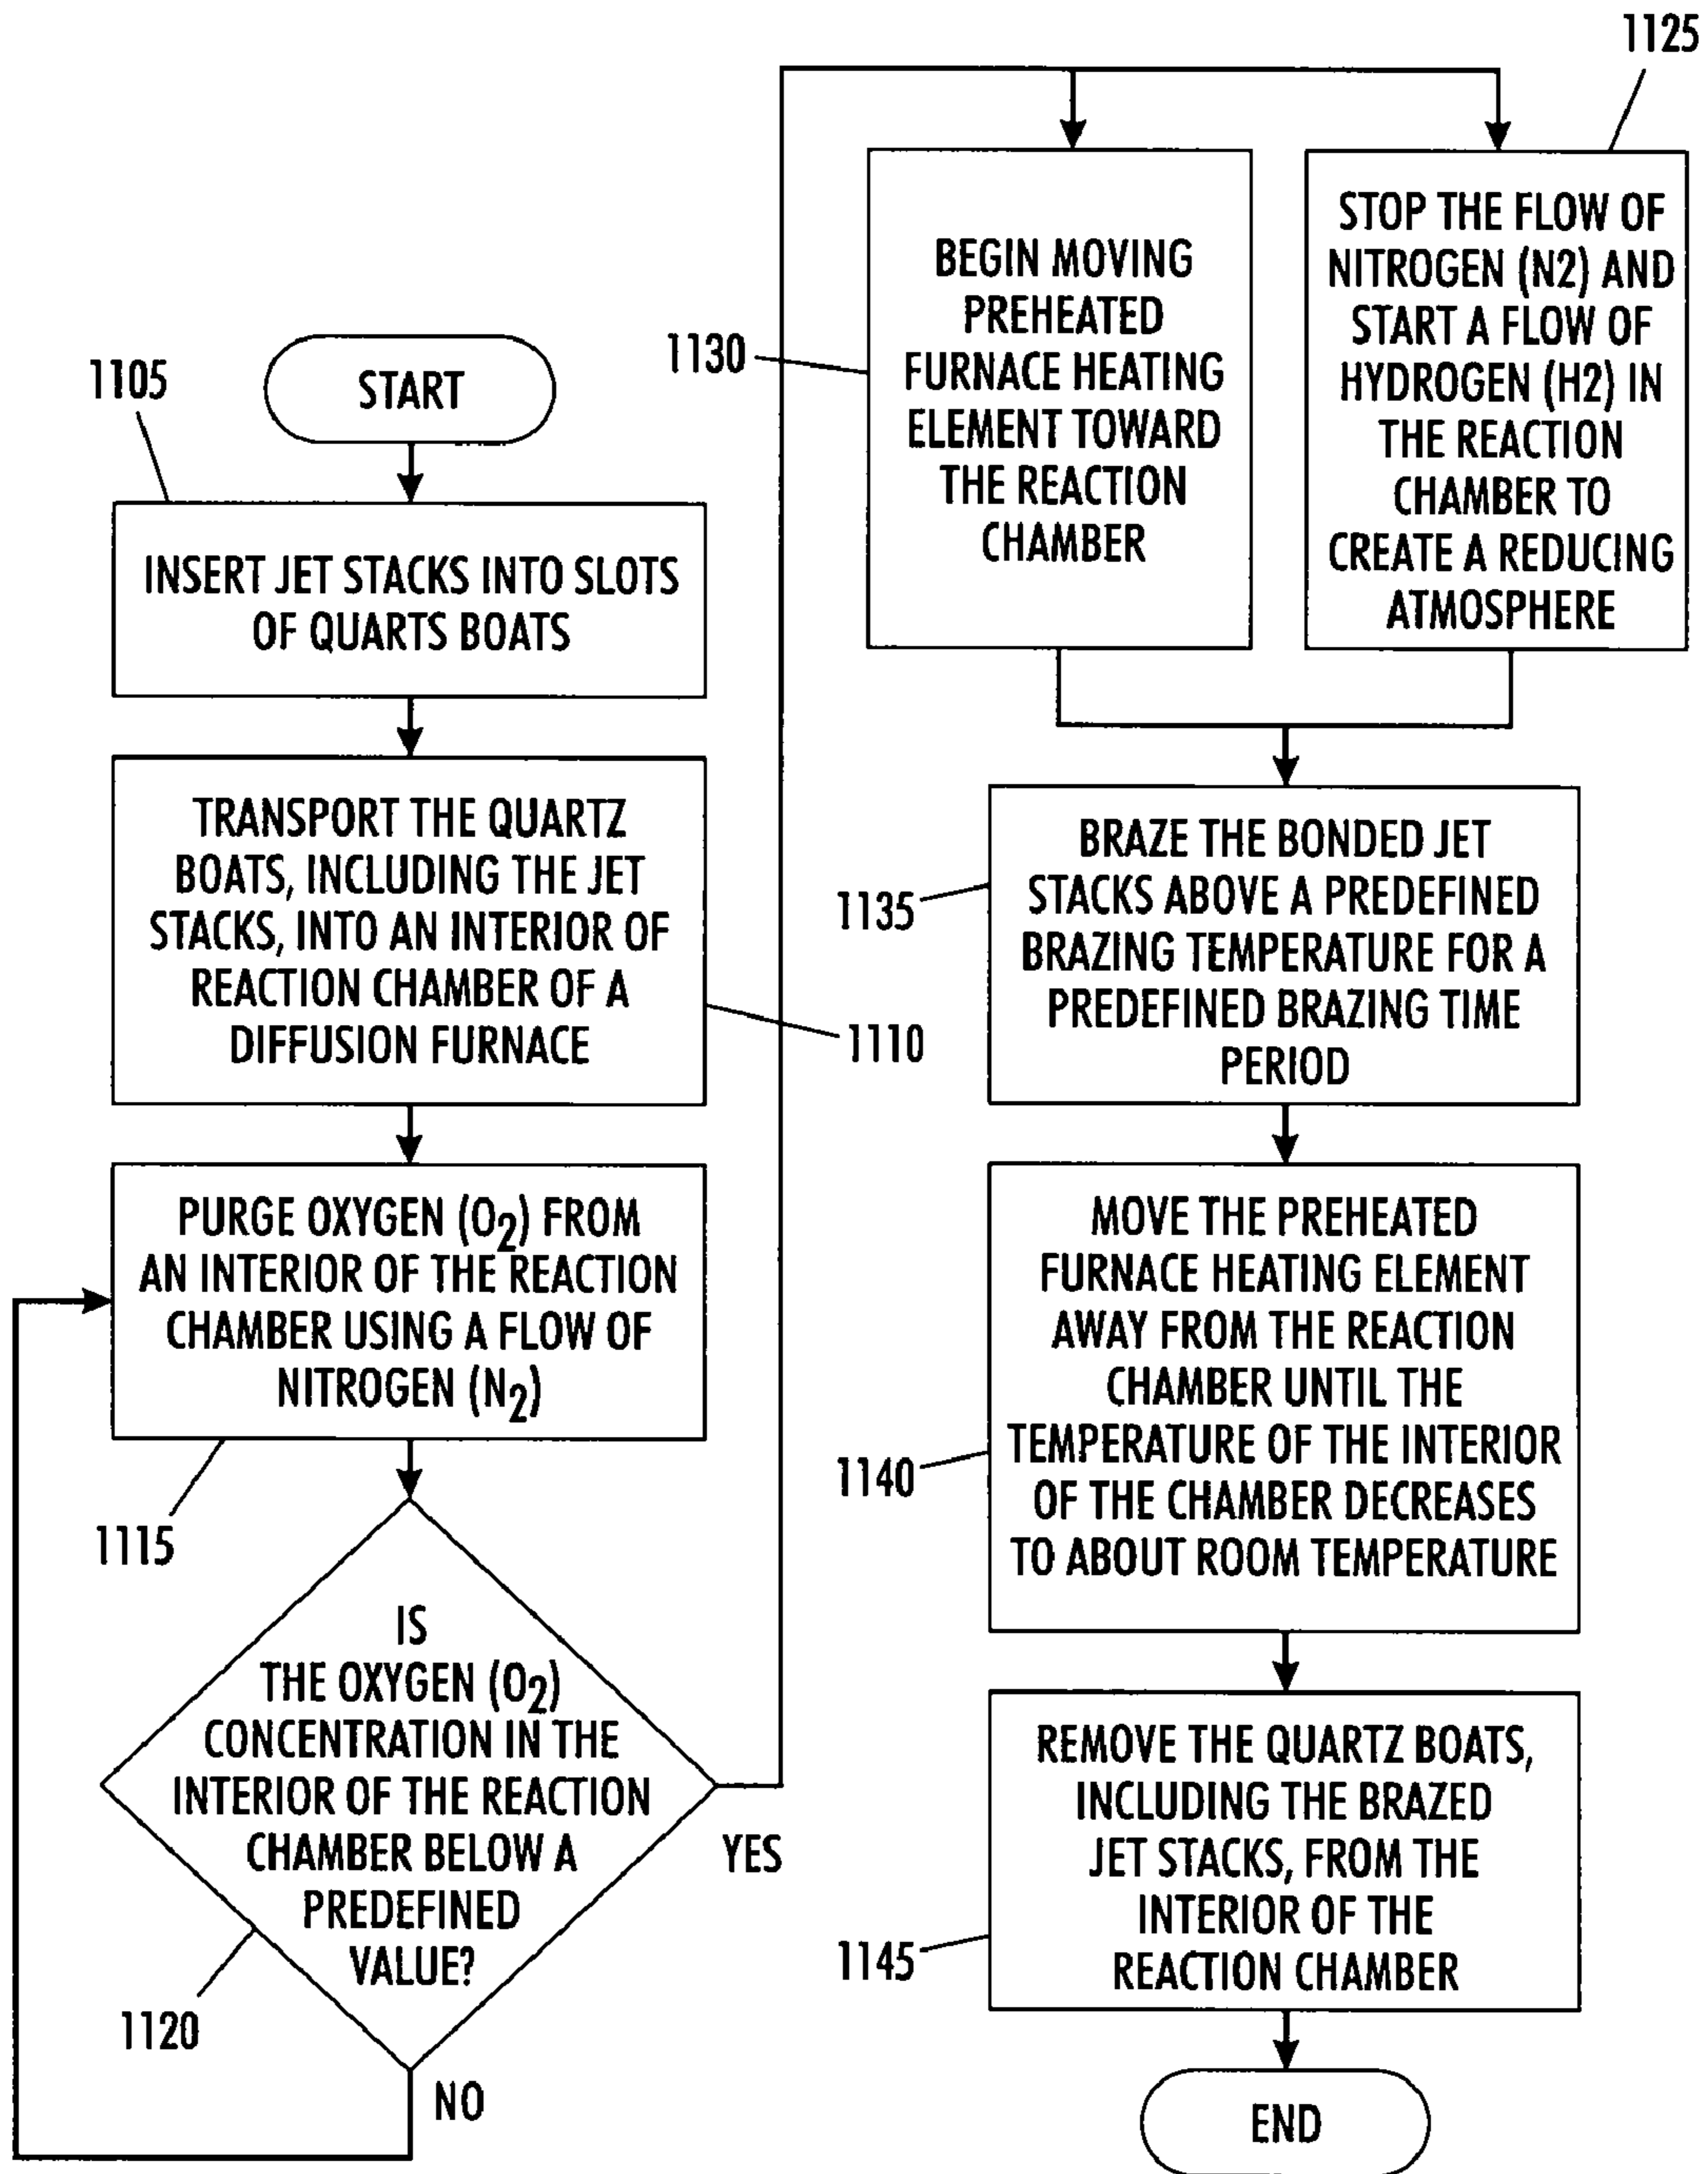 START
1105
INSERT JET STACKS INTO SLOTS
OF QUARTS BOATS
TRANSPORT THE QUARTZ
BOATS, INCLUDING THE JET
STACKS, INTO AN INTERIOR OF
REACTION CHAMBER OF A
DIFFUSION FURNACE
1110
PURGE OXYGEN (O2) FROM
AN INTERIOR OF THE REACTION
CHAMBER USING A FLOW OF
NITROGEN (N2)
1115
IS
THE OXYGEN (O2)
CONCENTRATION IN THE
INTERIOR OF THE REACTION
CHAMBER BELOW A
PREDEFINED
VALUE?
1120
YES
NO
1130
BEGIN MOVING
PREHEATED
FURNACE HEATING
ELEMENT TOWARD
THE REACTION
CHAMBER
1125
STOP THE FLOW OF
NITROGEN (N2) AND
START A FLOW OF
HYDROGEN (H2) IN
THE REACTION
CHAMBER TO
CREATE A REDUCING
ATMOSPHERE
1135
BRAZE THE BONDED JET
STACKS ABOVE A PREDEFINED
BRAZING TEMPERATURE FOR A
PREDEFINED BRAZING TIME
PERIOD
1140
MOVE THE PREHEATED
FURNACE HEATING ELEMENT
AWAY FROM THE REACTION
CHAMBER UNTIL THE
TEMPERATURE OF THE INTERIOR
OF THE CHAMBER DECREASES
TO ABOUT ROOM TEMPERATURE
1145
REMOVE THE QUARTZ BOATS,
INCLUDING THE BRAZED
JET STACKS, FROM THE
INTERIOR OF THE
REACTION CHAMBER
END